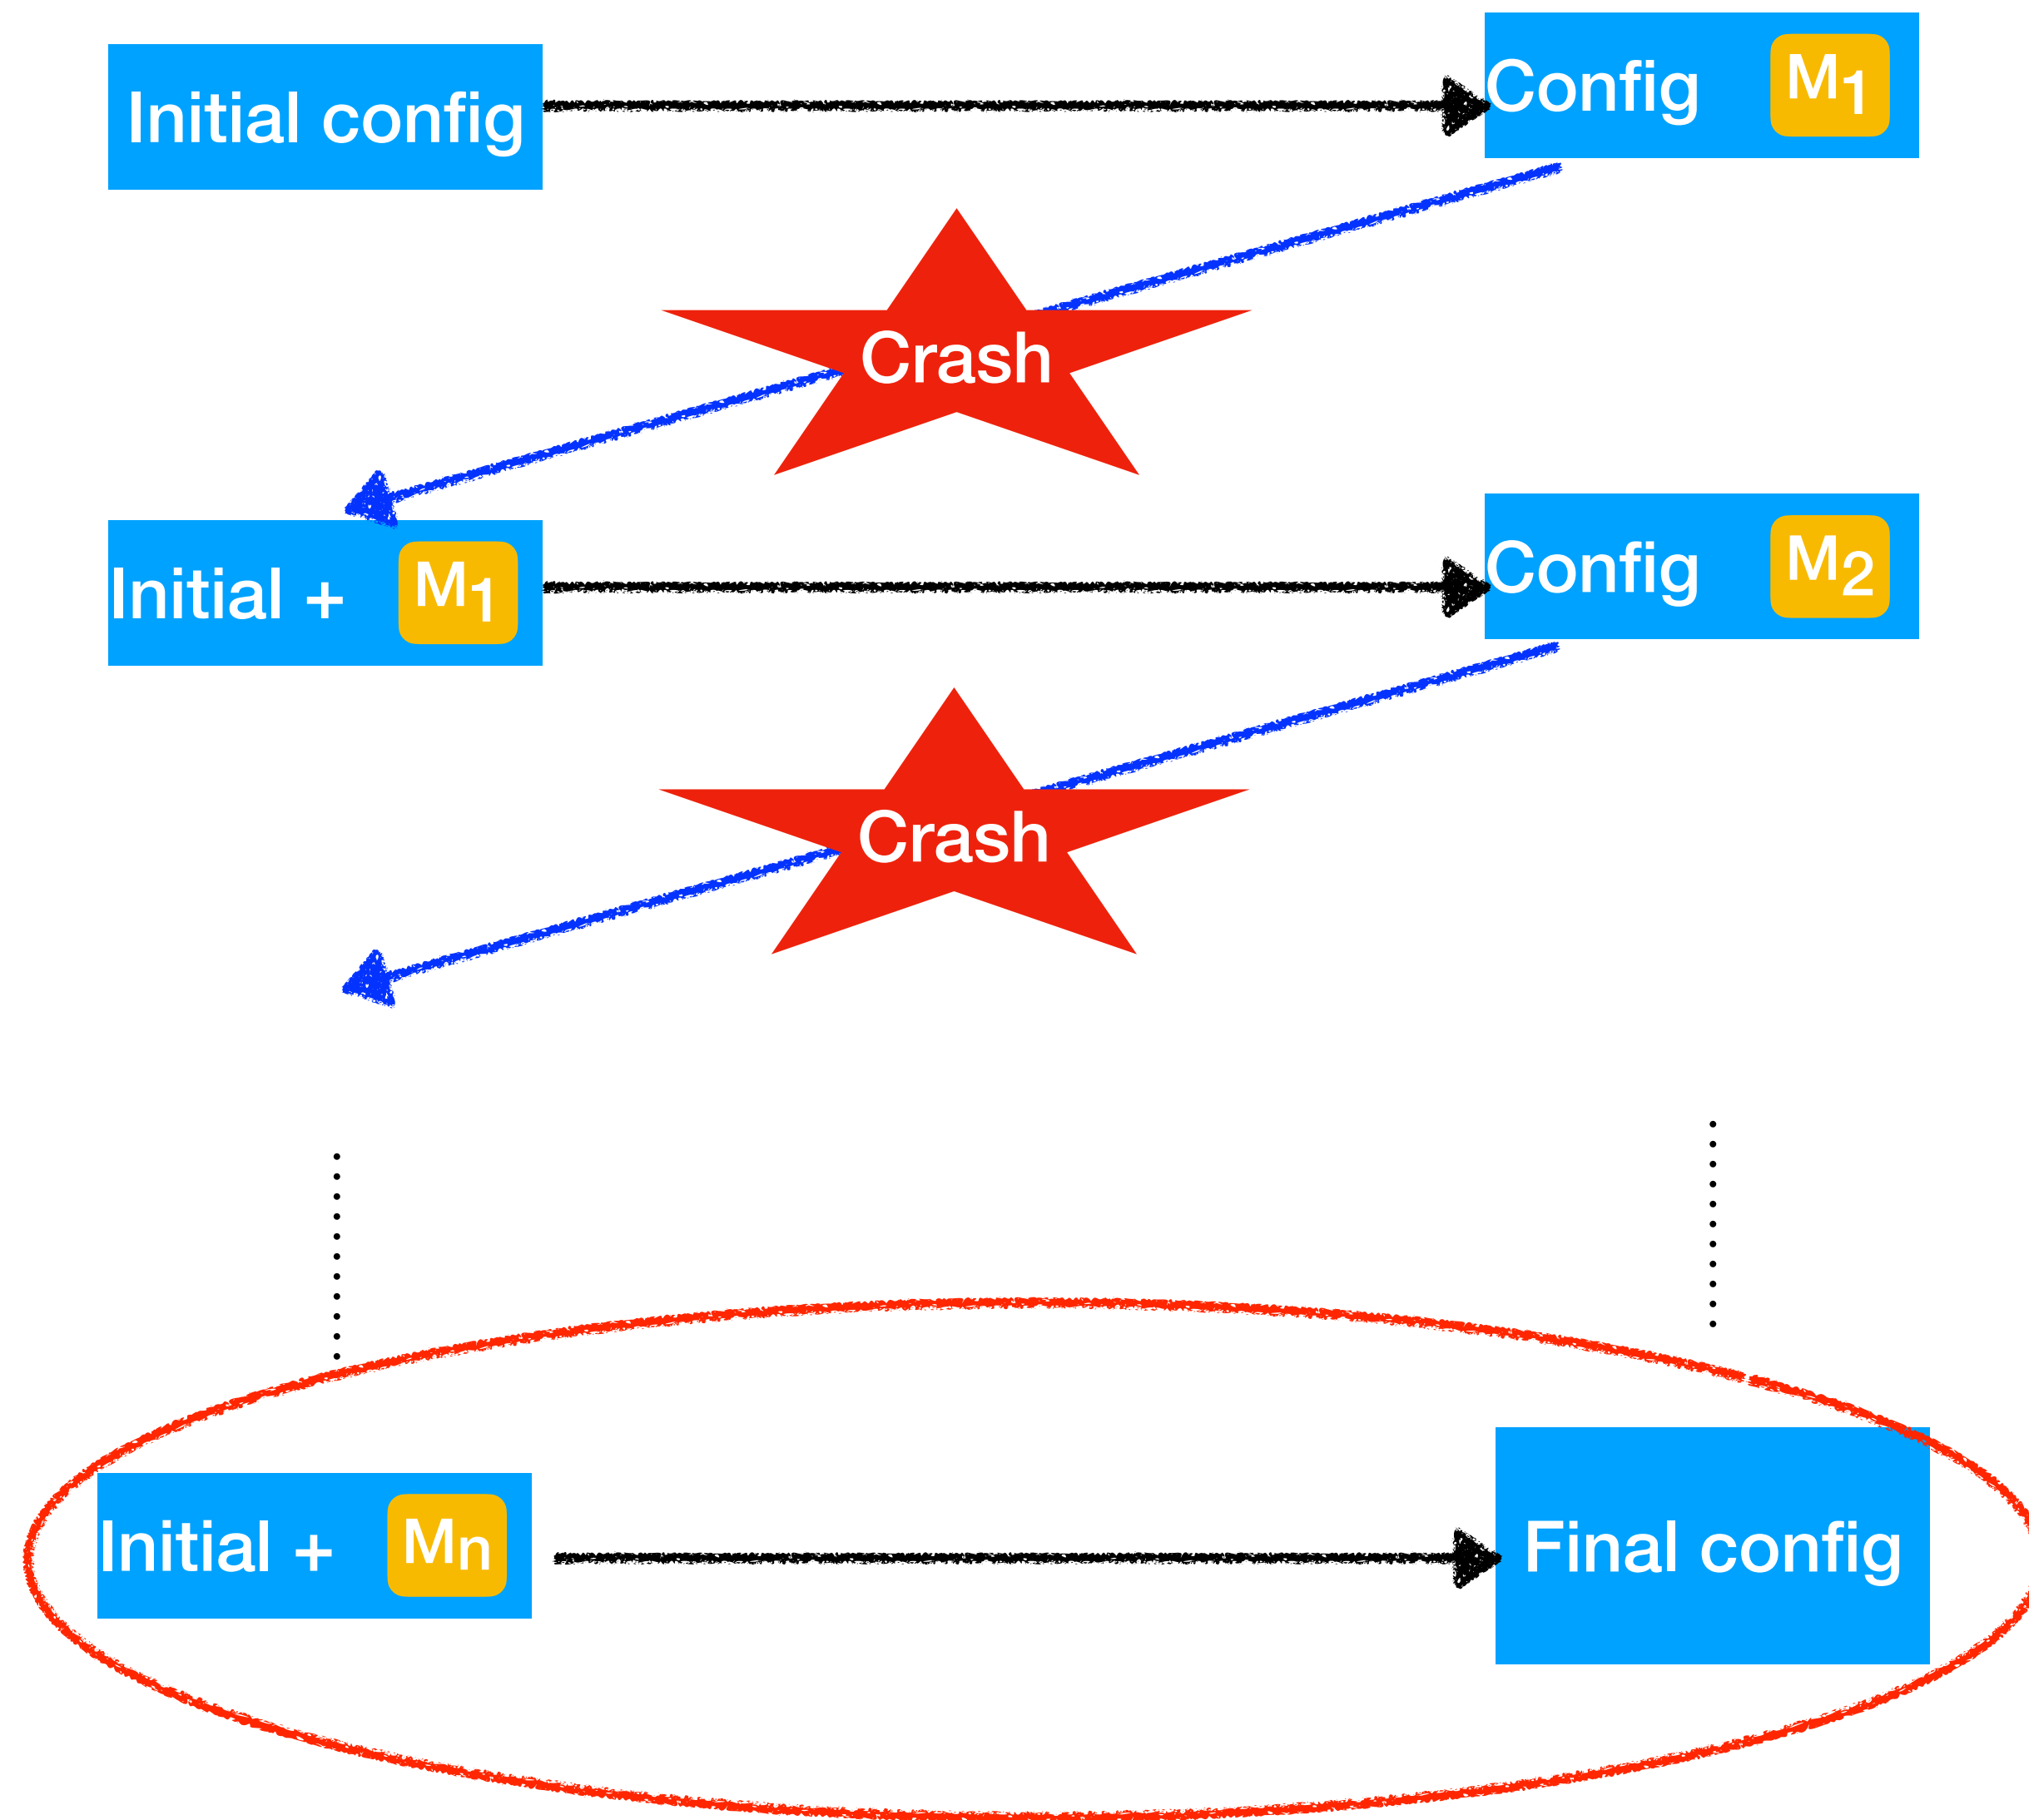 Initial config
Config M₁
Crash
Initial + M₁
Config M₂
Crash
Initial + Mn
Final config